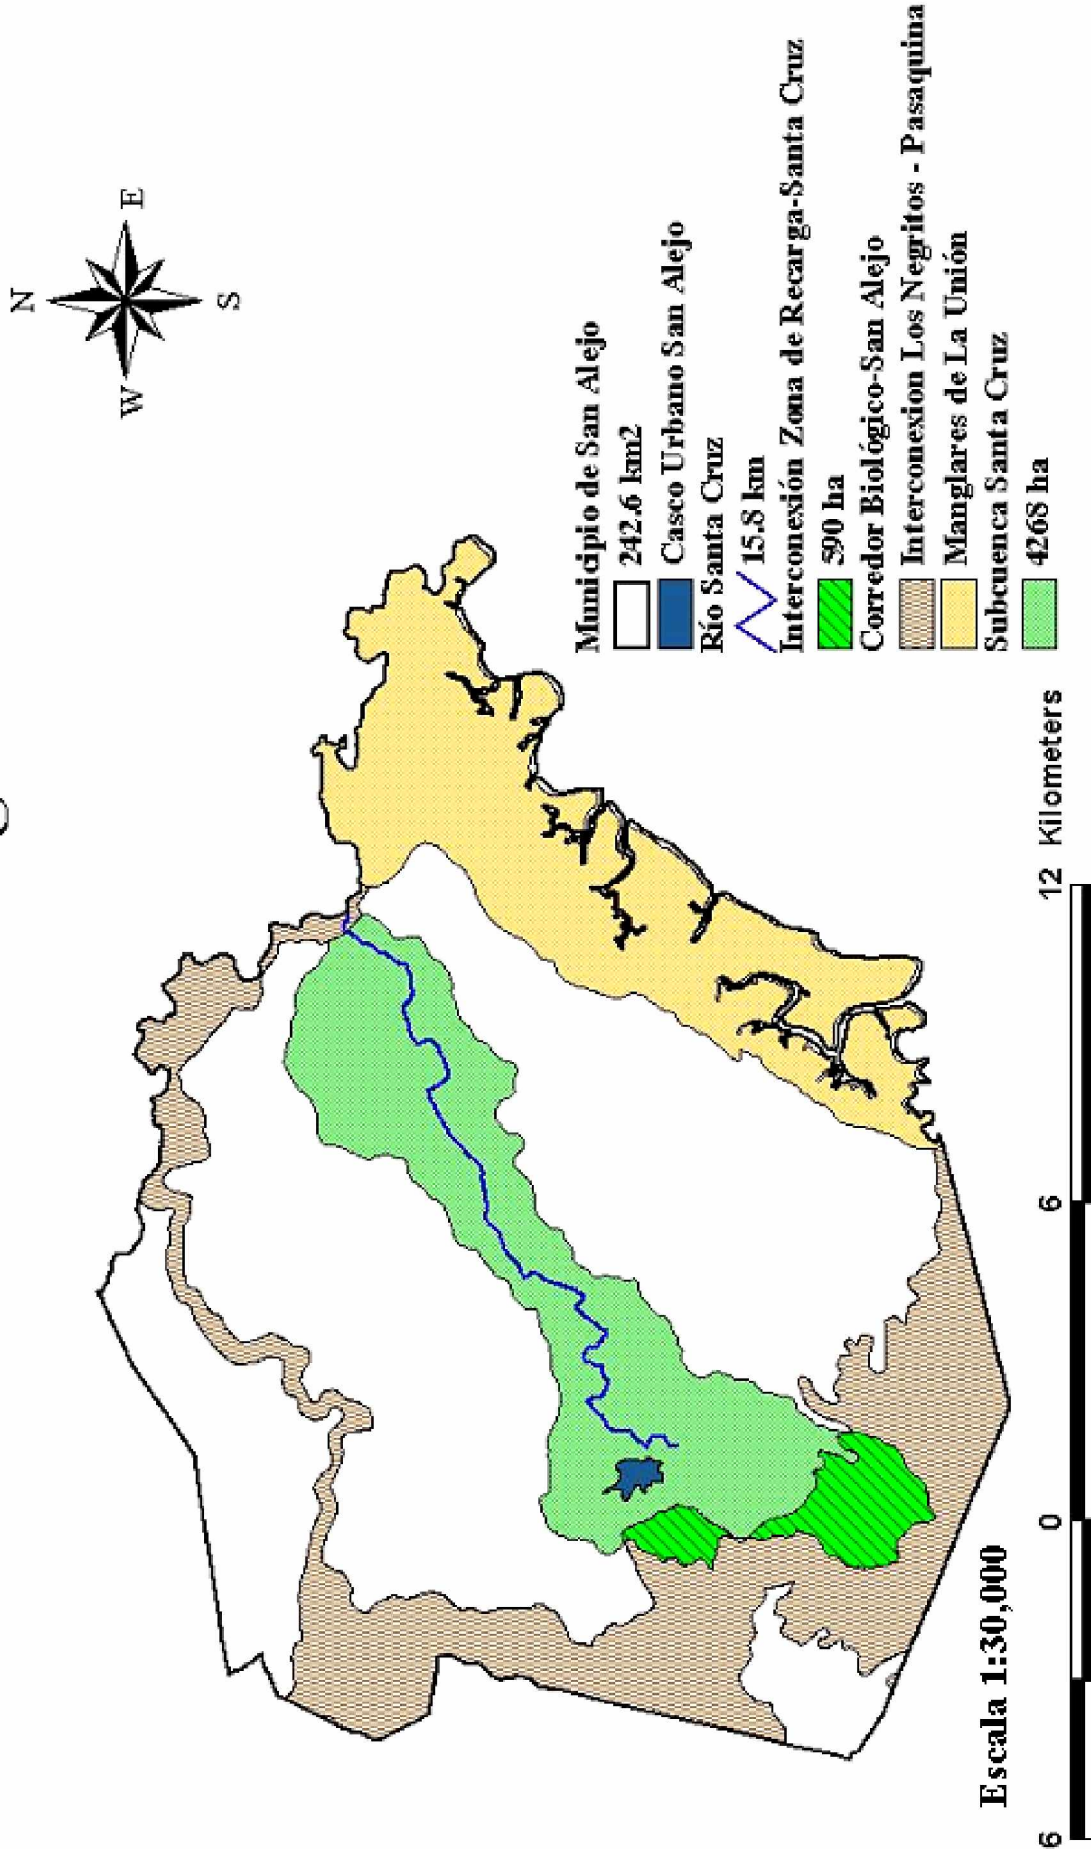 N
W
E
S
Municipio de San Alejo
242.6 km2
Casco Urbano San Alejo
Río Santa Cruz
15.8 km
Interconexión Zona de Recarga-Santa Cruz
590 ha
Corredor Biológico-San Alejo
Interconexion Los Negritos - Pasaquina
Manglares de La Unión
Subcuenca Santa Cruz
4268 ha
Escala 1:30,000
6 0 6 12 Kilometers